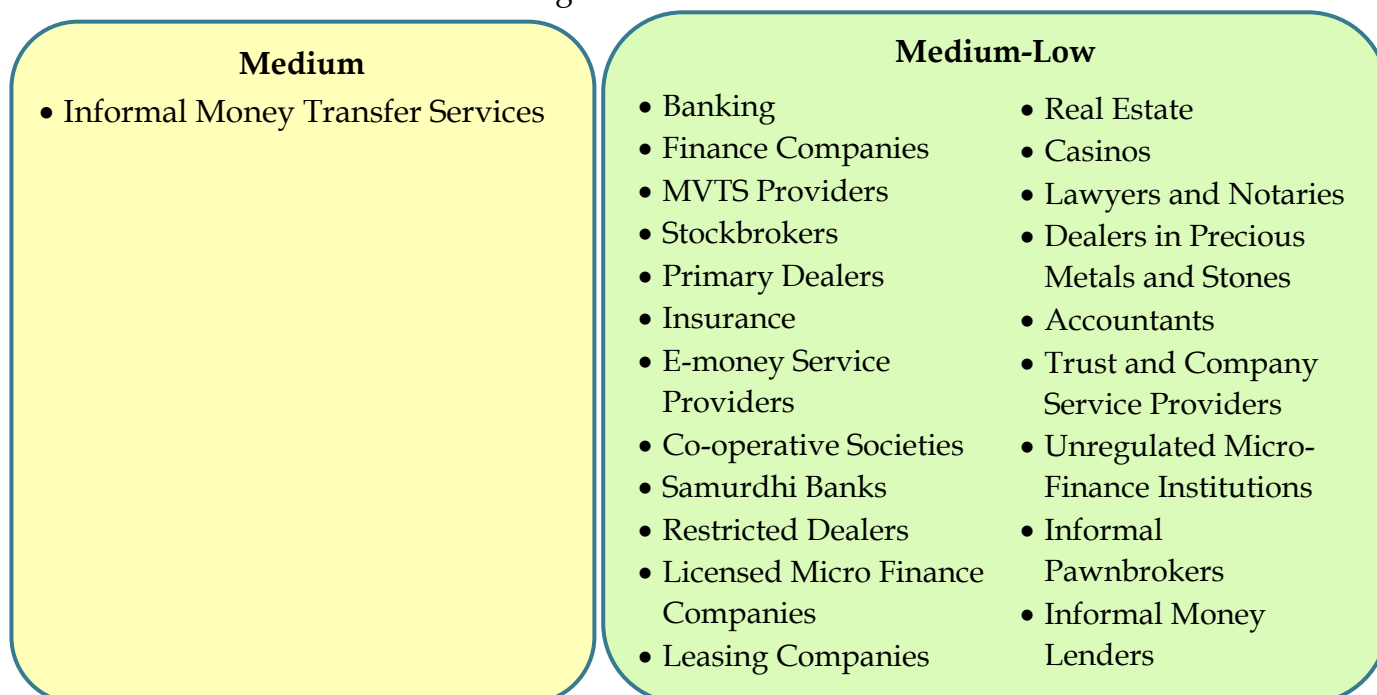 Medium
• Informal Money Transfer Services
Medium-Low
• Banking
• Finance Companies
• MVTS Providers
• Stockbrokers
• Primary Dealers
• Insurance
• E-money Service
Providers
• Co-operative Societies
• Samurdhi Banks
• Restricted Dealers
• Licensed Micro Finance
Companies
• Leasing Companies
• Real Estate
• Casinos
• Lawyers and Notaries
• Dealers in Precious
Metals and Stones
• Accountants
• Trust and Company
Service Providers
• Unregulated Micro-
Finance Institutions
• Informal
Pawnbrokers
• Informal Money
Lenders